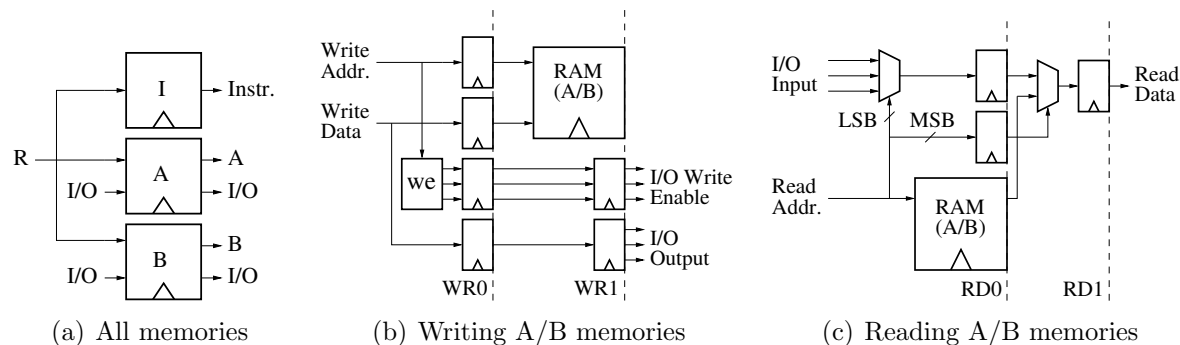 I
Instr.
R
A
A
I/O
I/O
B
B
I/O
I/O
(a) All memories
Write
Addr.
Write
Data
RAM
(A/B)
we
I/O Write
Enable
I/O
Output
WR0
WR1
(b) Writing A/B memories
I/O
Input
Read
Data
LSB
MSB
Read
Addr.
RAM
(A/B)
RD0
RD1
(c) Reading A/B memories